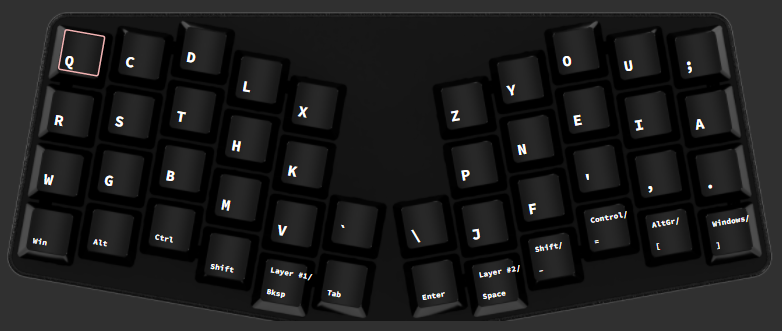 Q C D L X Z Y O U ;
R S T H K P N E I A
W G B M V ` \ J F ' , .
Win Alt Ctrl Shift Layer #1/ Tab Enter Layer #2/ Shift/ Control/ AltGr/ Windows/
Bksp Space _ = [ ]